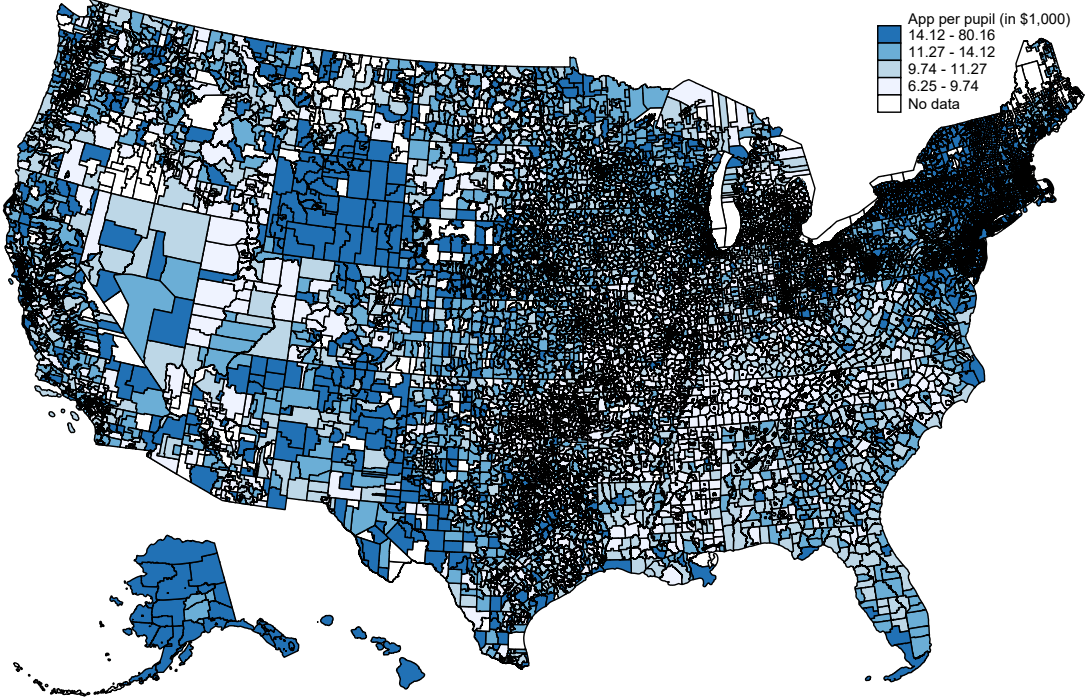 App per pupil (in $1,000)
14.12 - 80.16
11.27 - 14.12
9.74 - 11.27
6.25 - 9.74
No data